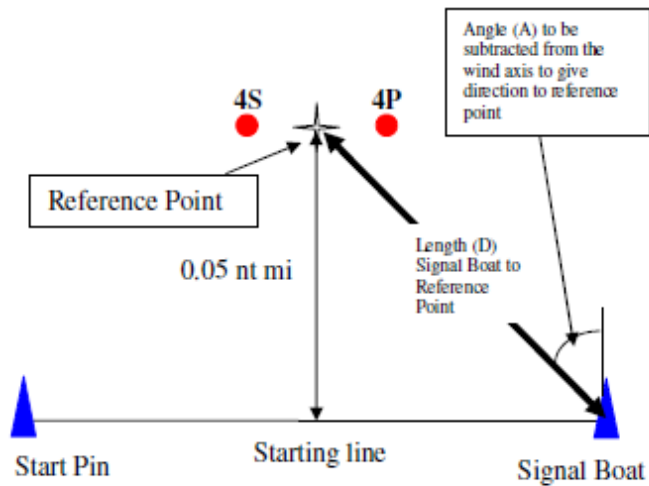 Angle (A) to be
subtracted from the
wind axis to give
direction to reference
point
4S
4P
Reference Point
0.05 nt mi
Length (D)
Signal Boat to
Reference
Point
Starting line
Start Pin
Signal Boat